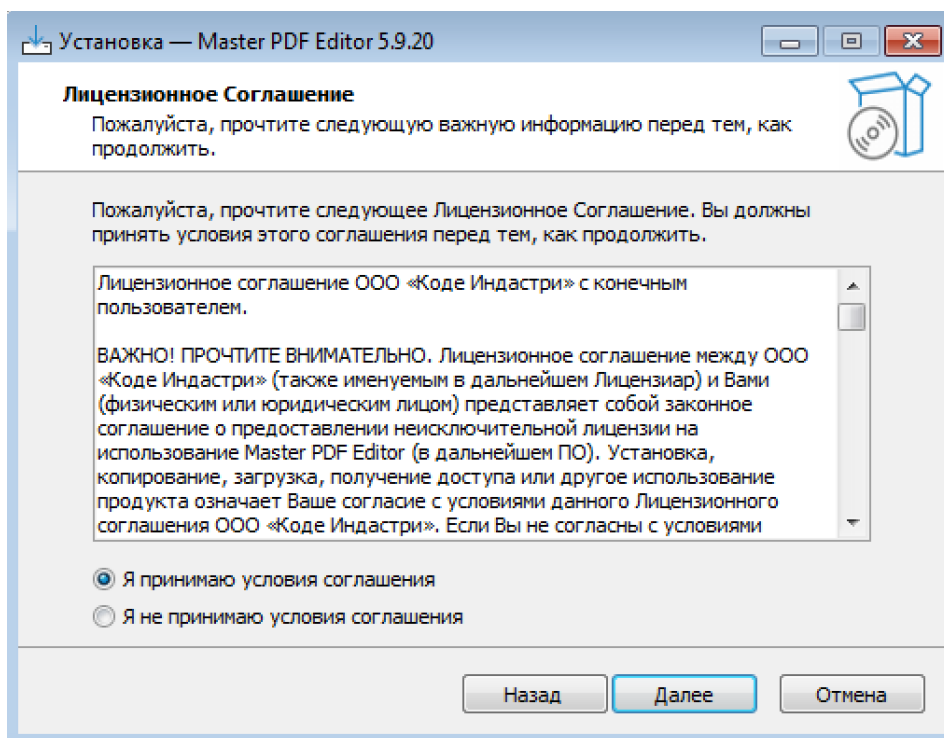 Установка — Master PDF Editor 5.9.20
Лицензионное Соглашение
Пожалуйста, прочтите следующую важную информацию перед тем, как
продолжить.
Пожалуйста, прочтите следующее Лицензионное Соглашение. Вы должны
принять условия этого соглашения перед тем, как продолжить.
Лицензионное соглашение ООО «Коде Индастри» с конечным
пользователем.
ВАЖНО! ПРОЧТИТЕ ВНИМАТЕЛЬНО. Лицензионное соглашение между ООО
«Коде Индастри» (также именуемым в дальнейшем Лицензиар) и Вами
(физическим или юридическим лицом) представляет собой законное
соглашение о предоставлении неисключительной лицензии на
использование Master PDF Editor (в дальнейшем ПО). Установка,
копирование, загрузка, получение доступа или другое использование
продукта означает Ваше согласие с условиями данного Лицензионного
соглашения ООО «Коде Индастри». Если Вы не согласны с условиями
Я принимаю условия соглашения
Я не принимаю условия соглашения
Назад Далее Отмена